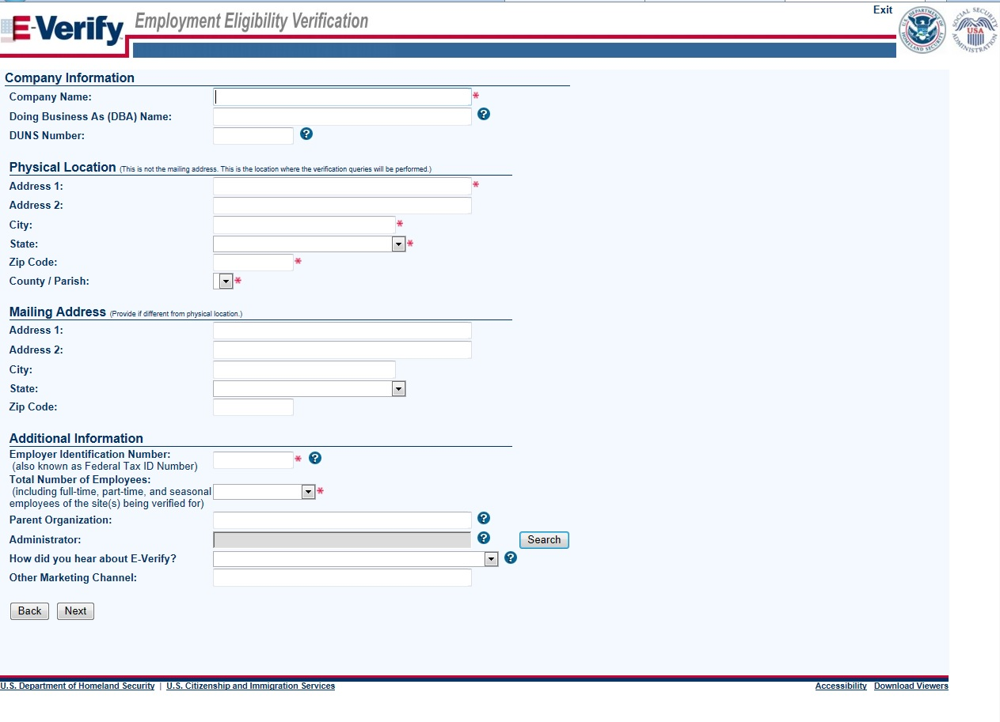 Exit
E-Verify
Employment Eligibility Verification
U.S. DEPARTMENT OF HOMELAND SECURITY
SOCIAL SECURITY ADMINISTRATION
USA
Company Information
Company Name: *
Doing Business As (DBA) Name: ?
DUNS Number: ?
Physical Location (This is not the mailing address. This is the location where the verification queries will be performed.)
Address 1: *
Address 2:
City: *
State: *
Zip Code: *
County / Parish: *
Mailing Address (Provide if different from physical location.)
Address 1:
Address 2:
City:
State:
Zip Code:
Additional Information
Employer Identification Number: * ?
(also known as Federal Tax ID Number)
Total Number of Employees:
(including full-time, part-time, and seasonal *
employees of the site(s) being verified for)
Parent Organization: ?
Administrator: ? Search
How did you hear about E-Verify? ?
Other Marketing Channel:
Back Next
U.S. Department of Homeland Security | U.S. Citizenship and Immigration Services Accessibility Download Viewers